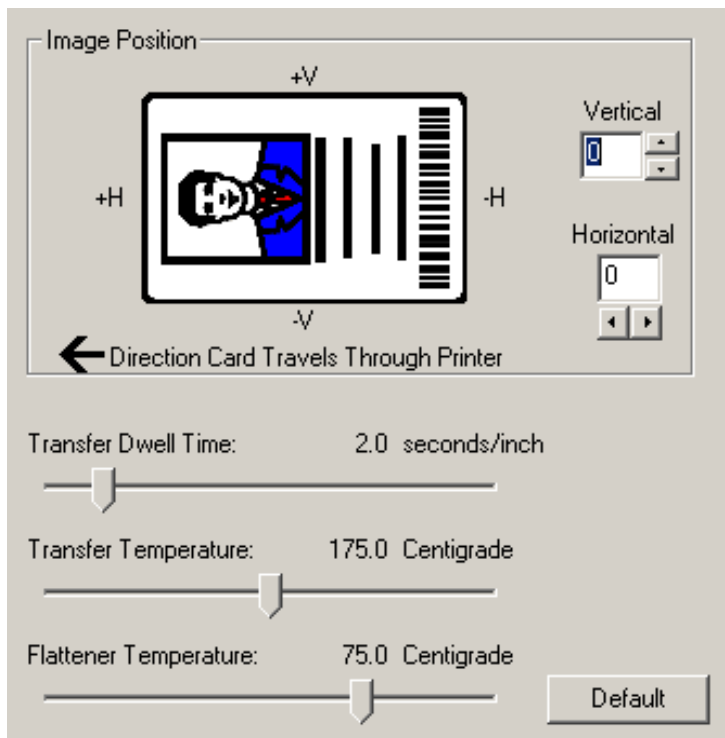 Image Position
+V
Vertical
0
+H
-H
Horizontal
0
-V
Direction Card Travels Through Printer
Transfer Dwell Time: 2.0 seconds/inch
Transfer Temperature: 175.0 Centigrade
Flattener Temperature: 75.0 Centigrade
Default